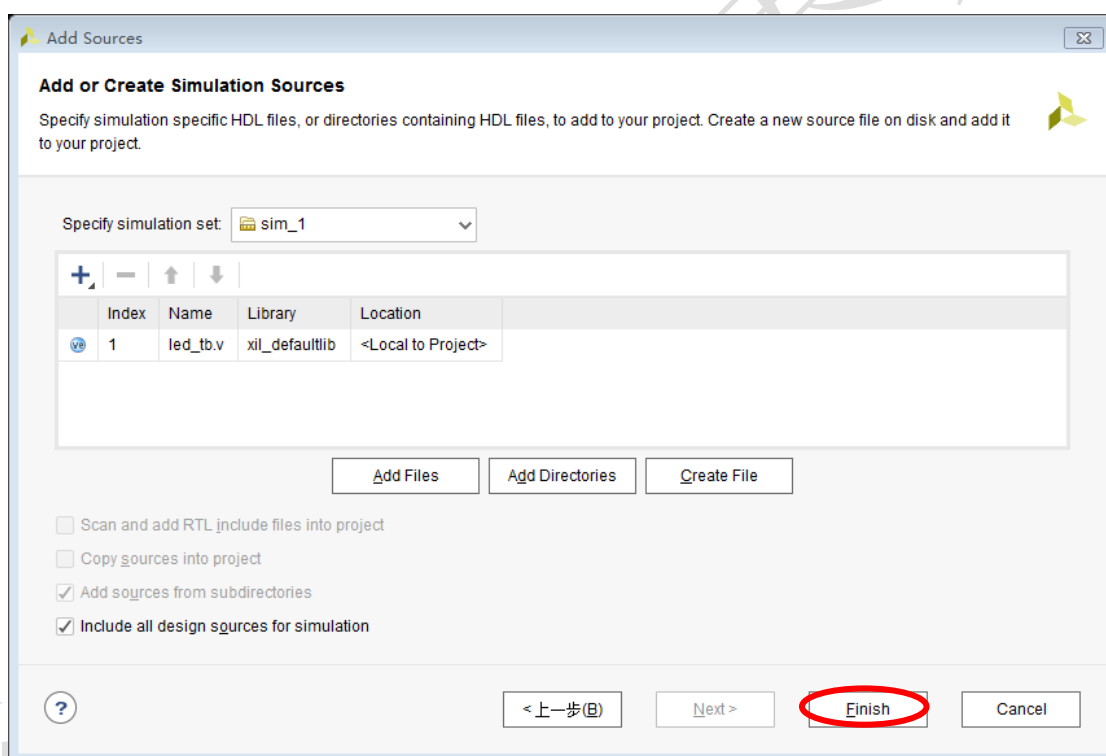 Add Sources
Add or Create Simulation Sources
Specify simulation specific HDL files, or directories containing HDL files, to add to your project. Create a new source file on disk and add it
to your project.
Specify simulation set: sim_1
Index Name Library Location
1 led_tb.v xil_defaultlib <Local to Project>
Add Files Add Directories Create File
Scan and add RTL include files into project
Copy sources into project
Add sources from subdirectories
Include all design sources for simulation
? <上一步(B) Next > Finish Cancel